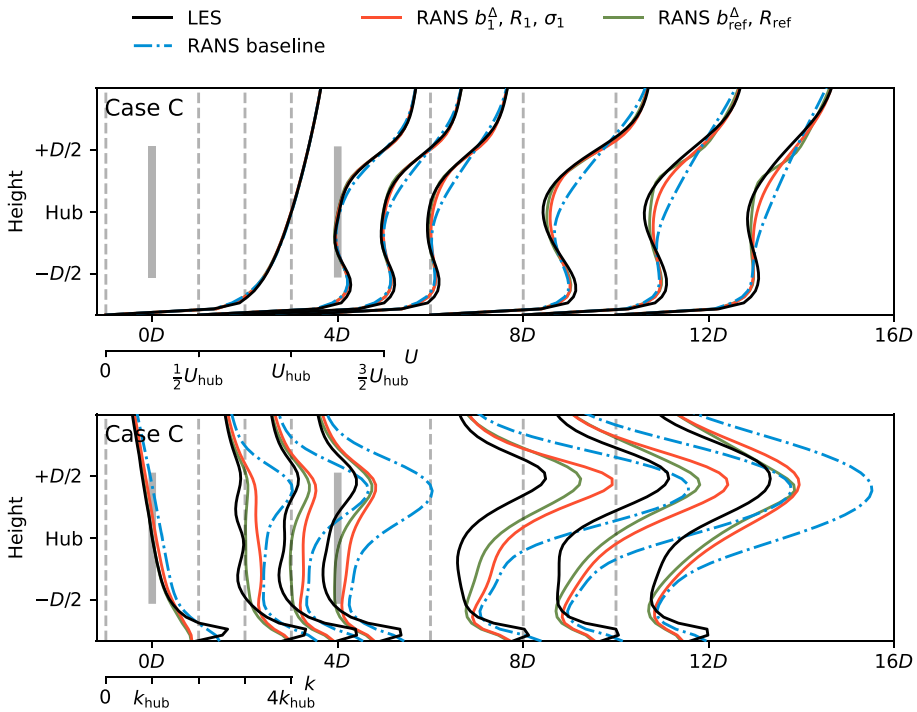 LES RANS b₁^Δ, R₁, σ₁ RANS b_ref^Δ, R_ref
RANS baseline
Case C
+D/2
Hub
−D/2
Height
0D 4D 8D 12D 16D
0 ½U_hub U_hub 3/2 U_hub U
Case C
+D/2
Hub
−D/2
Height
0D 4D 8D 12D 16D
0 k_hub 4k_hub k